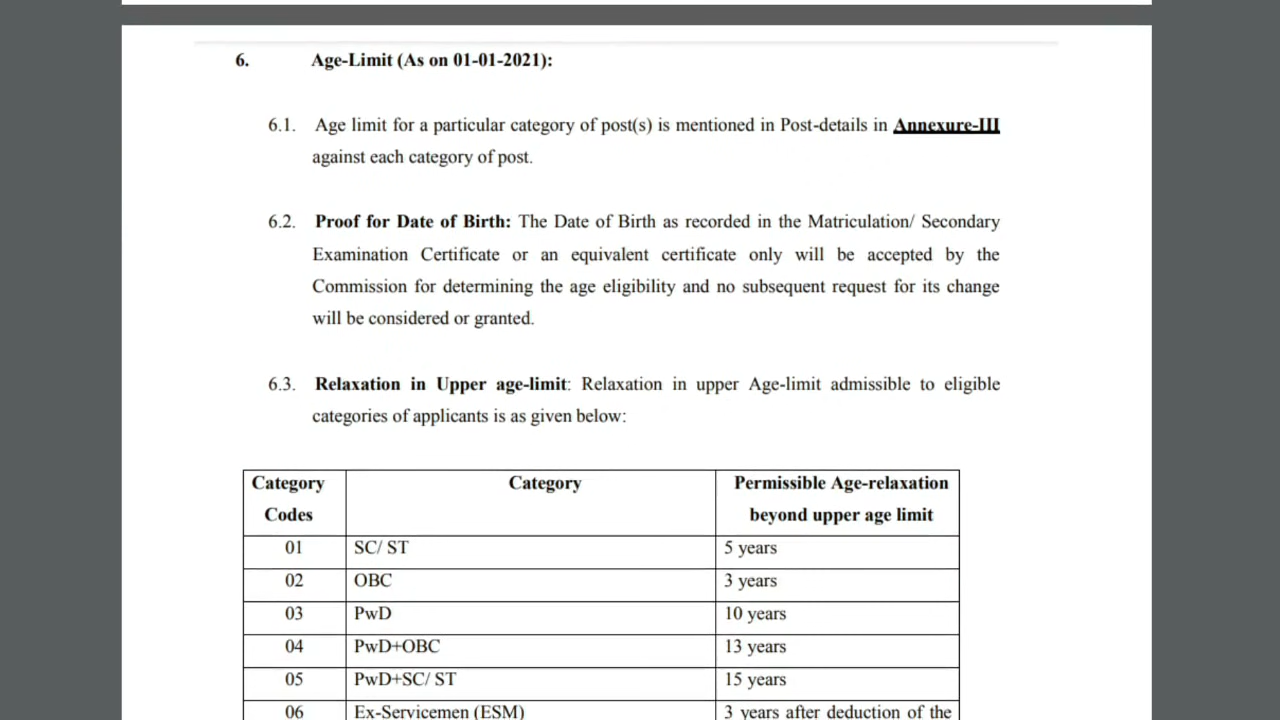 6. Age-Limit (As on 01-01-2021):
6.1. Age limit for a particular category of post(s) is mentioned in Post-details in Annexure-III
against each category of post.
6.2. Proof for Date of Birth: The Date of Birth as recorded in the Matriculation/ Secondary
Examination Certificate or an equivalent certificate only will be accepted by the
Commission for determining the age eligibility and no subsequent request for its change
will be considered or granted.
6.3. Relaxation in Upper age-limit: Relaxation in upper Age-limit admissible to eligible
categories of applicants is as given below:
Category Category Permissible Age-relaxation
Codes beyond upper age limit
01 SC/ ST 5 years
02 OBC 3 years
03 PwD 10 years
04 PwD+OBC 13 years
05 PwD+SC/ ST 15 years
06 Ex-Servicemen (ESM) 3 years after deduction of the